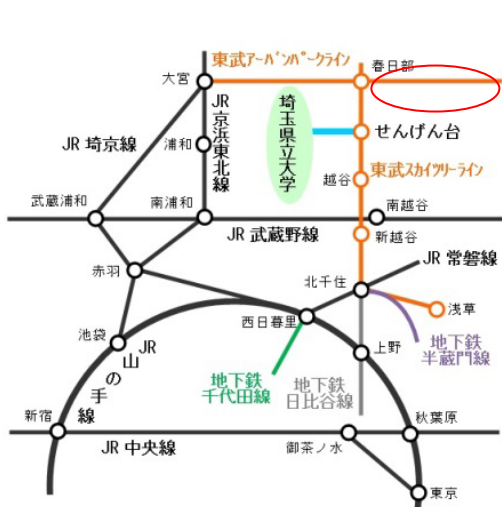 東武アーバンパークライン
春日部
大宮
埼玉県立大学
JR京浜東北線
せんげん台
JR 埼京線
浦和
東武スカイツリーライン
越谷
武蔵浦和
南浦和
南越谷
JR 武蔵野線
新越谷
JR 常磐線
赤羽
北千住
浅草
西日暮里
池袋
地下鉄
半蔵門線
上野
JR山の手線
地下鉄
千代田線
地下鉄
日比谷線
新宿
秋葉原
JR 中央線
御茶ノ水
東京